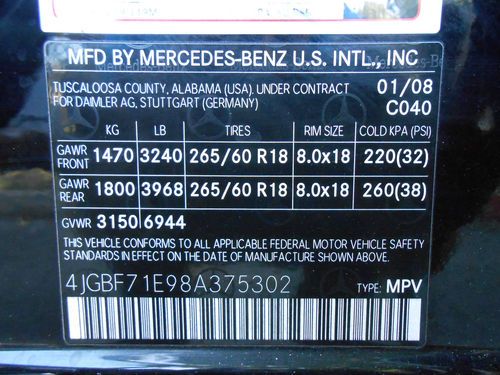 MFD BY MERCEDES-BENZ U.S. INTL., INC
TUSCALOOSA COUNTY, ALABAMA (USA). UNDER CONTRACT 01/08
FOR DAIMLER AG, STUTTGART (GERMANY) C040
KG LB TIRES RIM SIZE COLD KPA (PSI)
GAWR FRONT 1470 3240 265/60 R18 8.0x18 220(32)
GAWR REAR 1800 3968 265/60 R18 8.0x18 260(38)
GVWR 3150 6944
THIS VEHICLE CONFORMS TO ALL APPLICABLE FEDERAL MOTOR VEHICLE SAFETY
STANDARDS IN EFFECT ON THE DATE OF MANUFACTURE SHOWN ABOVE.
4JGBF71E98A375302 TYPE: MPV